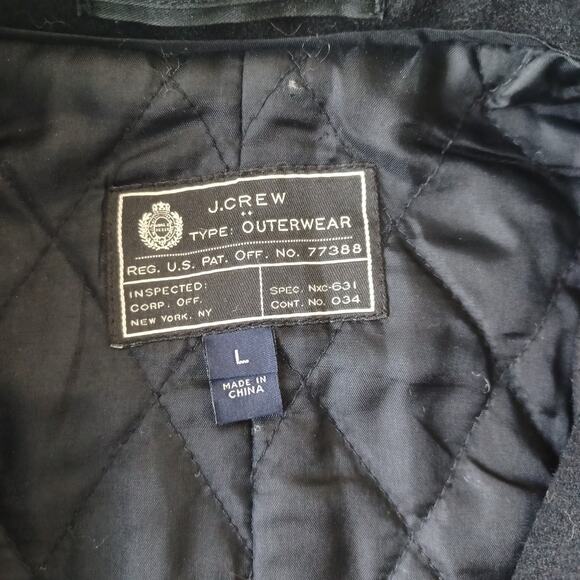 J.CREW
TYPE: OUTERWEAR
REG. U.S. PAT. OFF. NO. 77388
INSPECTED:
CORP. OFF.
NEW YORK, NY
SPEC. NXC-631
CONT. NO. 034
L
MADE IN
CHINA